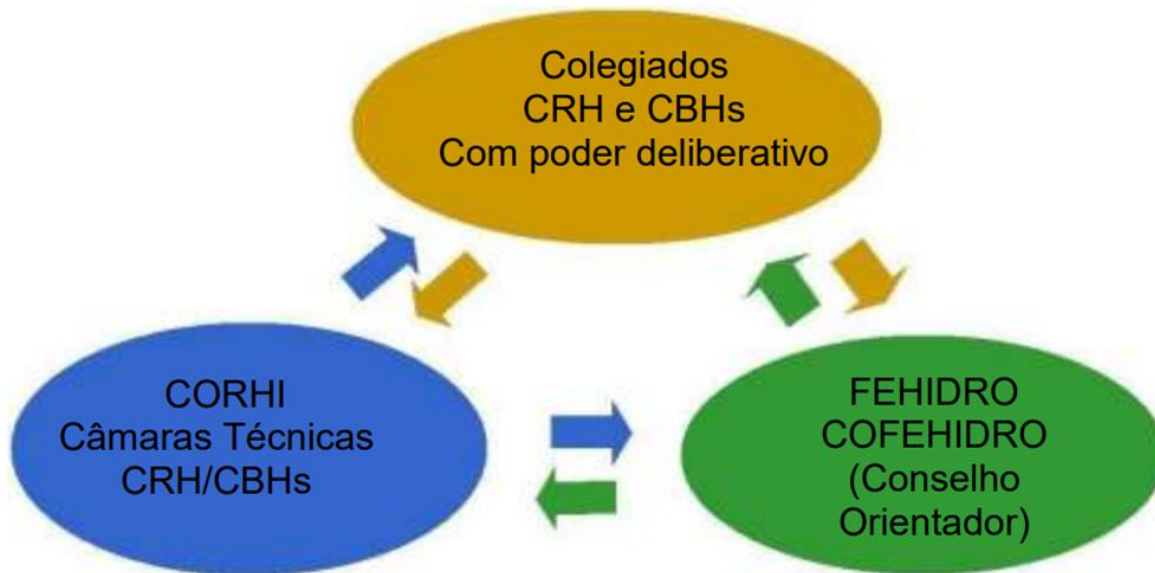 Colegiados
CRH e CBHs
Com poder deliberativo
CORHI
Câmaras Técnicas
CRH/CBHs
FEHIDRO
COFEHIDRO
(Conselho
Orientador)